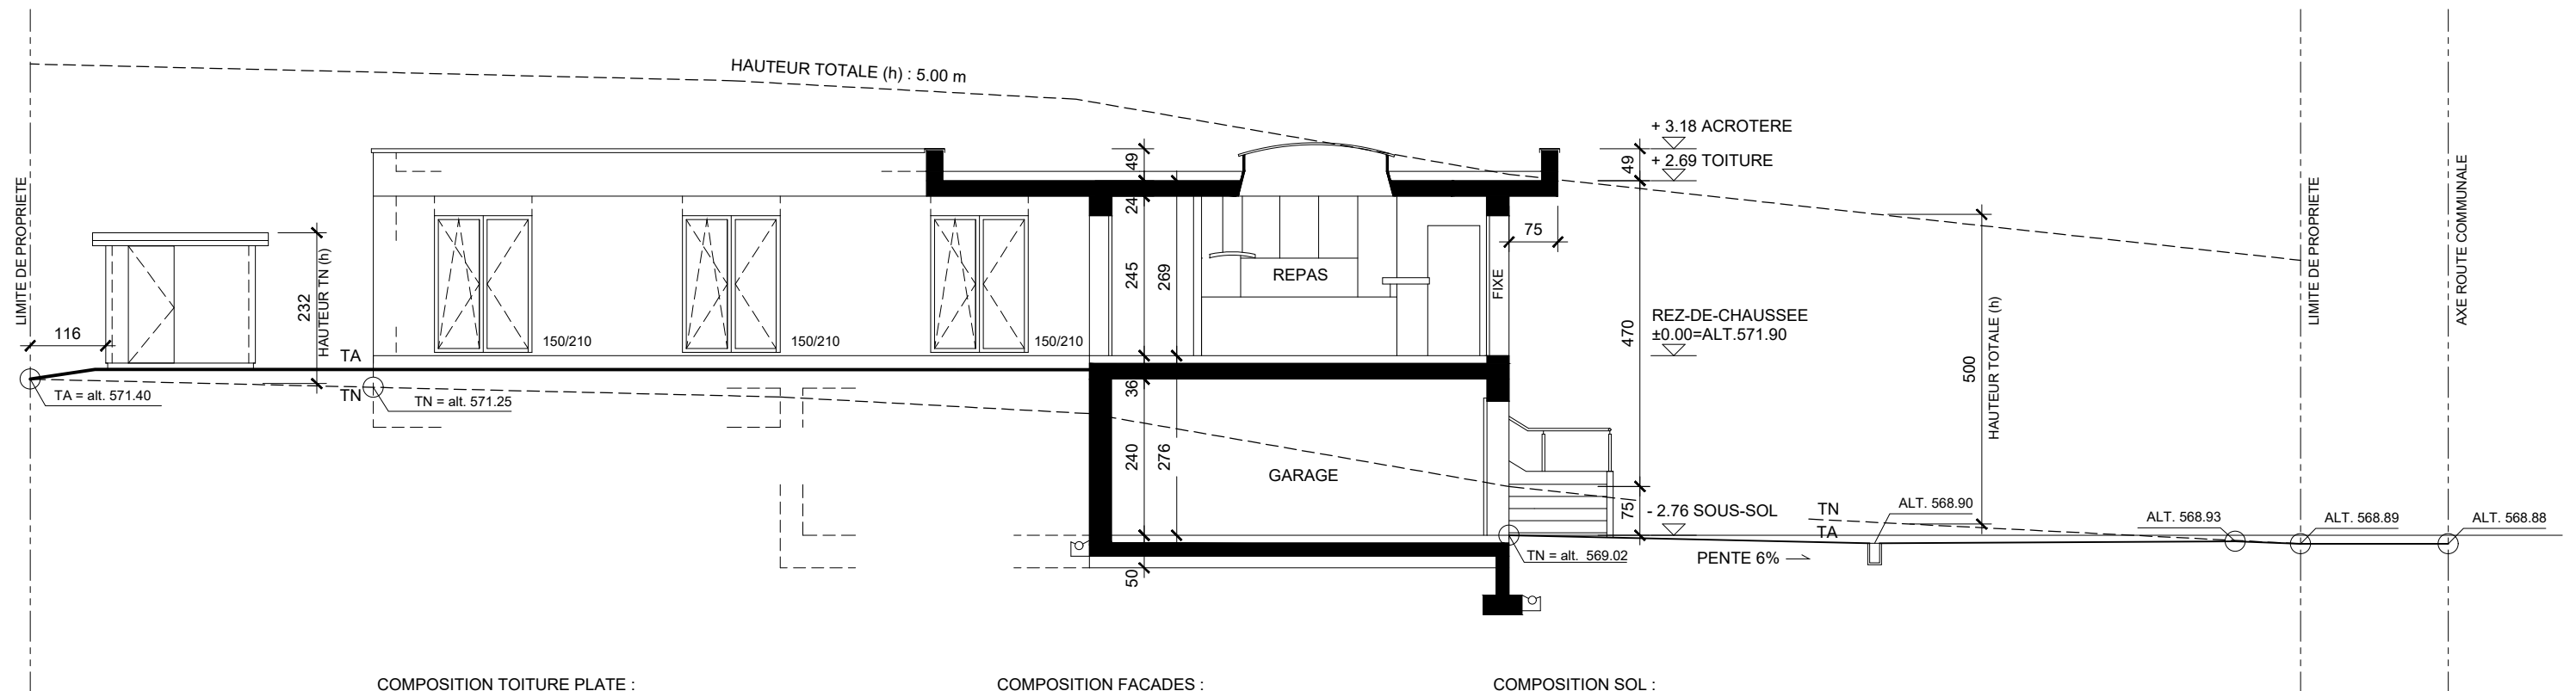 HAUTEUR TOTALE (h) : 5.00 m
+ 3.18 ACROTERE
49
49
+ 2.69 TOITURE
LIMITE DE PROPRIETE
LIMITE DE PROPRIETE
AXE ROUTE COMMUNALE
24
75
232
HAUTEUR TN (h)
245
269
REPAS
FIXE
REZ-DE-CHAUSSEE
±0.00=ALT.571.90
116
150/210
150/210
150/210
470
500
HAUTEUR TOTALE (h)
TA
TN
TA = alt. 571.40
TN = alt. 571.25
36
240
276
GARAGE
75
- 2.76 SOUS-SOL
TN
TA
ALT. 568.90
ALT. 568.93
ALT. 568.89
ALT. 568.88
TN = alt. 569.02
PENTE 6%
50
COMPOSITION TOITURE PLATE :
COMPOSITION FACADES :
COMPOSITION SOL :